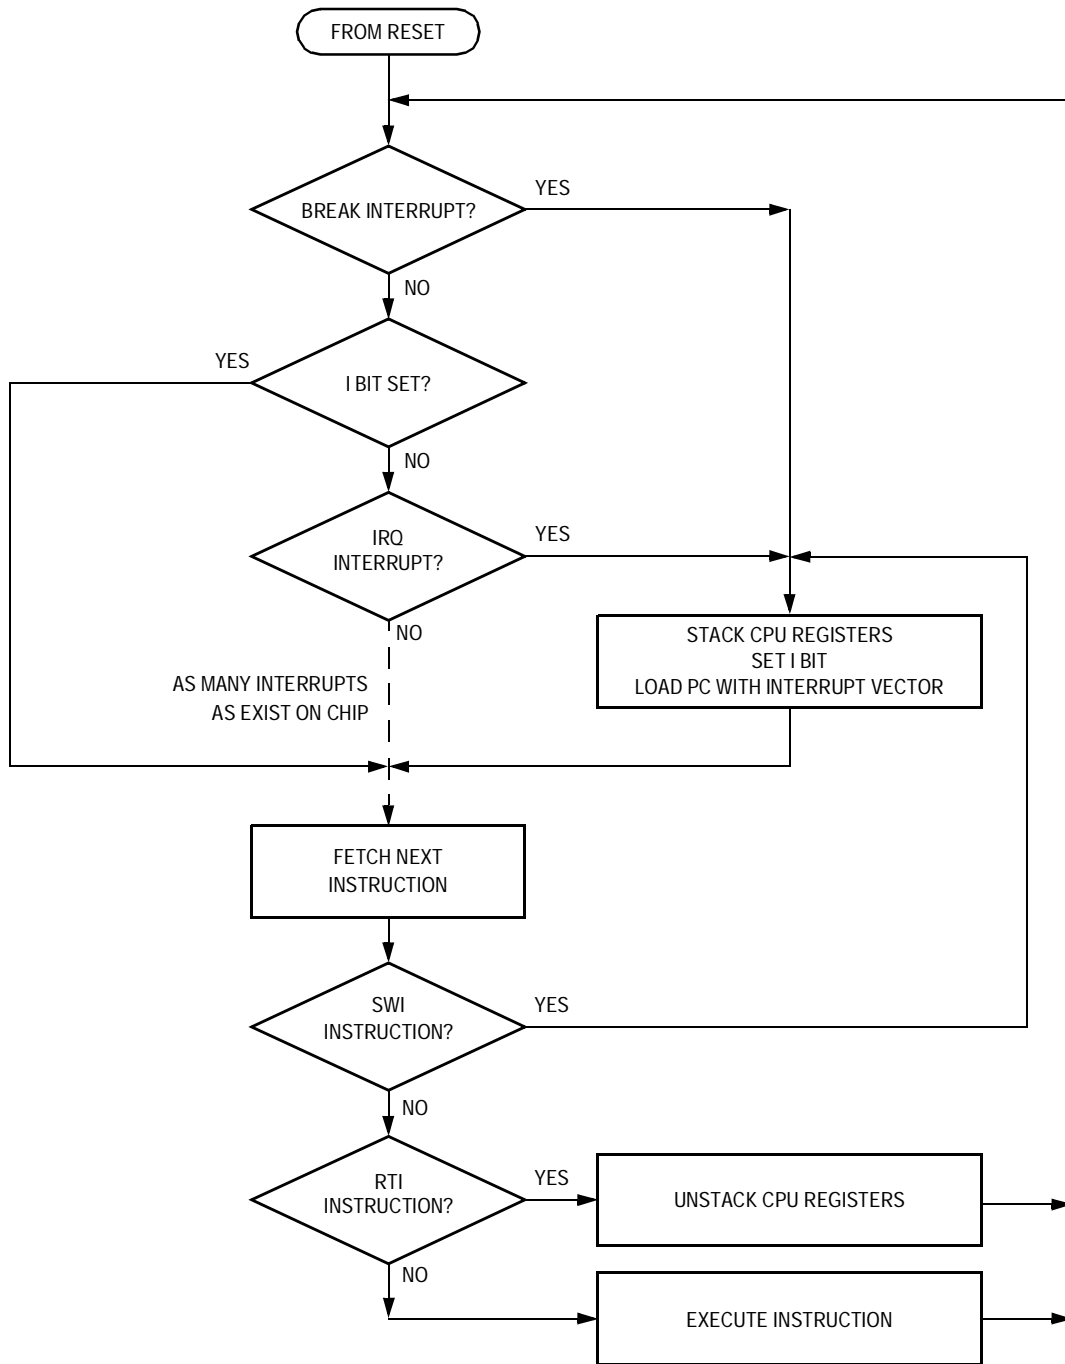 FROM RESET
BREAK INTERRUPT?
YES
NO
YES
I BIT SET?
NO
IRQ
INTERRUPT?
YES
NO
STACK CPU REGISTERS
SET I BIT
LOAD PC WITH INTERRUPT VECTOR
AS MANY INTERRUPTS
AS EXIST ON CHIP
FETCH NEXT
INSTRUCTION
SWI
INSTRUCTION?
YES
NO
RTI
INSTRUCTION?
YES
UNSTACK CPU REGISTERS
NO
EXECUTE INSTRUCTION